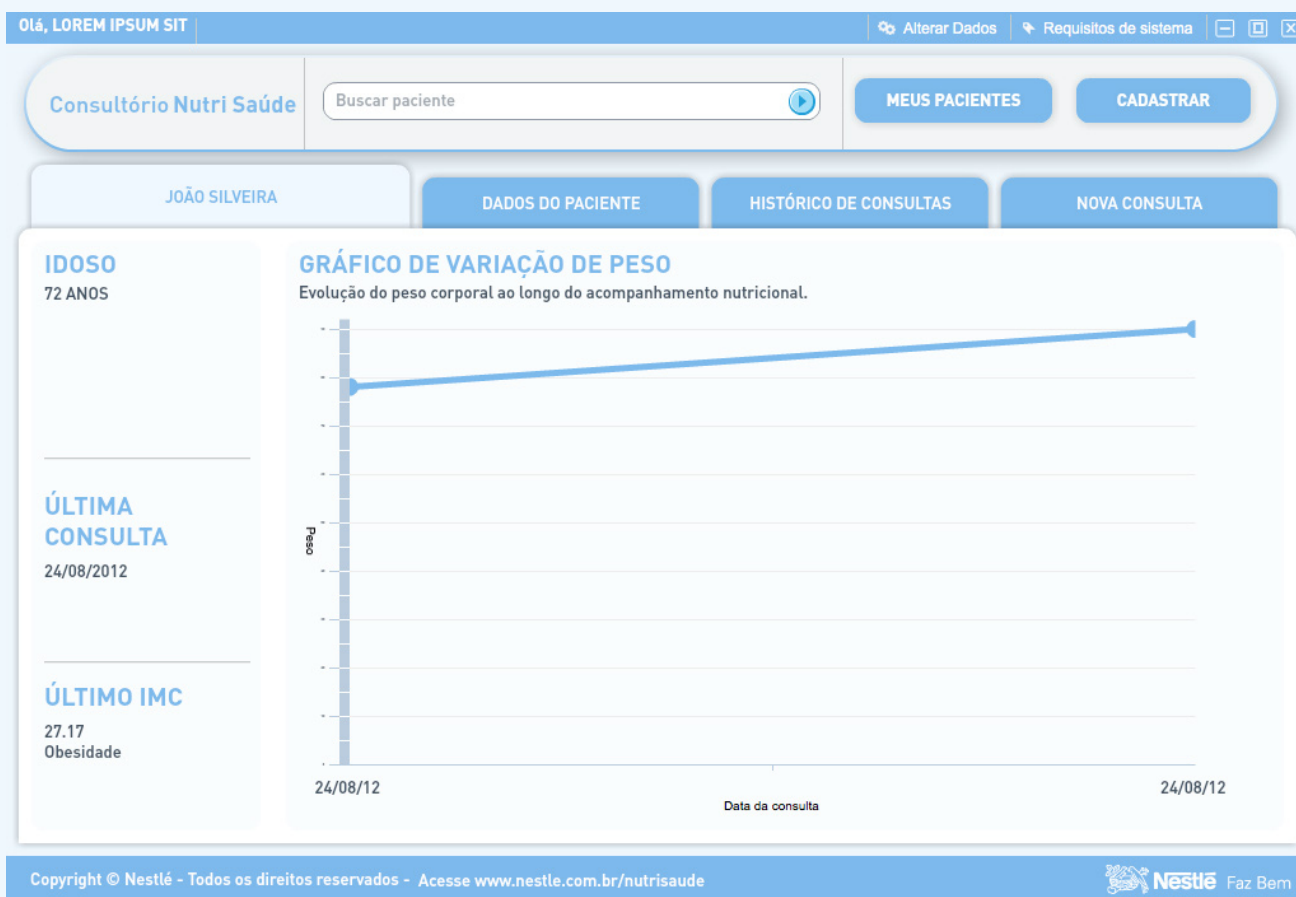 Olá, LOREM IPSUM SIT
Alterar Dados
Requisitos de sistema
Consultório Nutri Saúde
Buscar paciente
MEUS PACIENTES
CADASTRAR
JOÃO SILVEIRA
DADOS DO PACIENTE
HISTÓRICO DE CONSULTAS
NOVA CONSULTA
IDOSO
72 ANOS
ÚLTIMA
CONSULTA
24/08/2012
ÚLTIMO IMC
27.17
Obesidade
GRÁFICO DE VARIAÇÃO DE PESO
Evolução do peso corporal ao longo do acompanhamento nutricional.
Peso
24/08/12
24/08/12
Data da consulta
Copyright © Nestlé - Todos os direitos reservados - Acesse www.nestle.com.br/nutrisaude
Nestlé Faz Bem